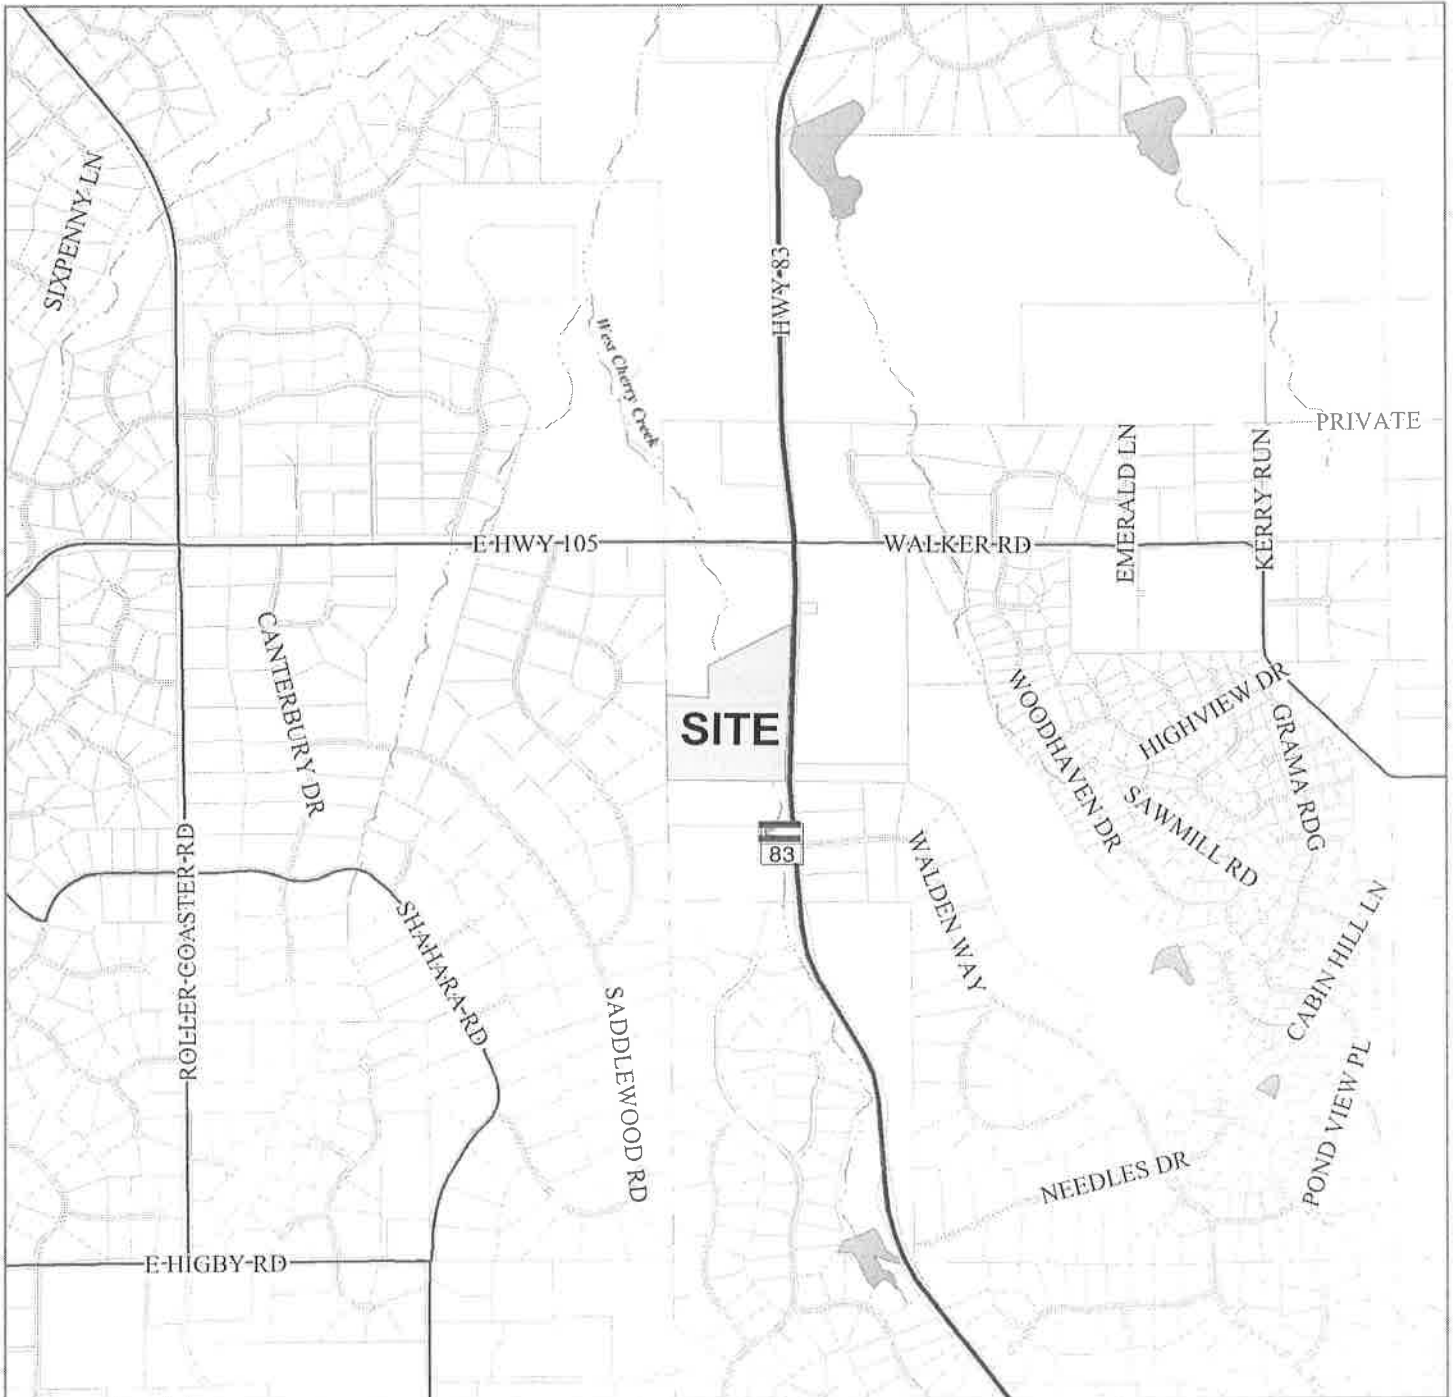 SIXPENNY LN
HWY 83
West Cherry Creek
PRIVATE
EMERALD LN
KERRY RUN
E HWY 105
WALKER RD
CANTERBURY DR
SITE
WOODHAVEN DR
HIGHVIEW DR
GRAMA RDG
SAWMILL RD
83
WALDEN WAY
ROLLER COASTER RD
SHAHARA RD
CABIN HILL LN
SADDLEWOOD RD
POND VIEW PL
NEEDLES DR
E HIGBY RD